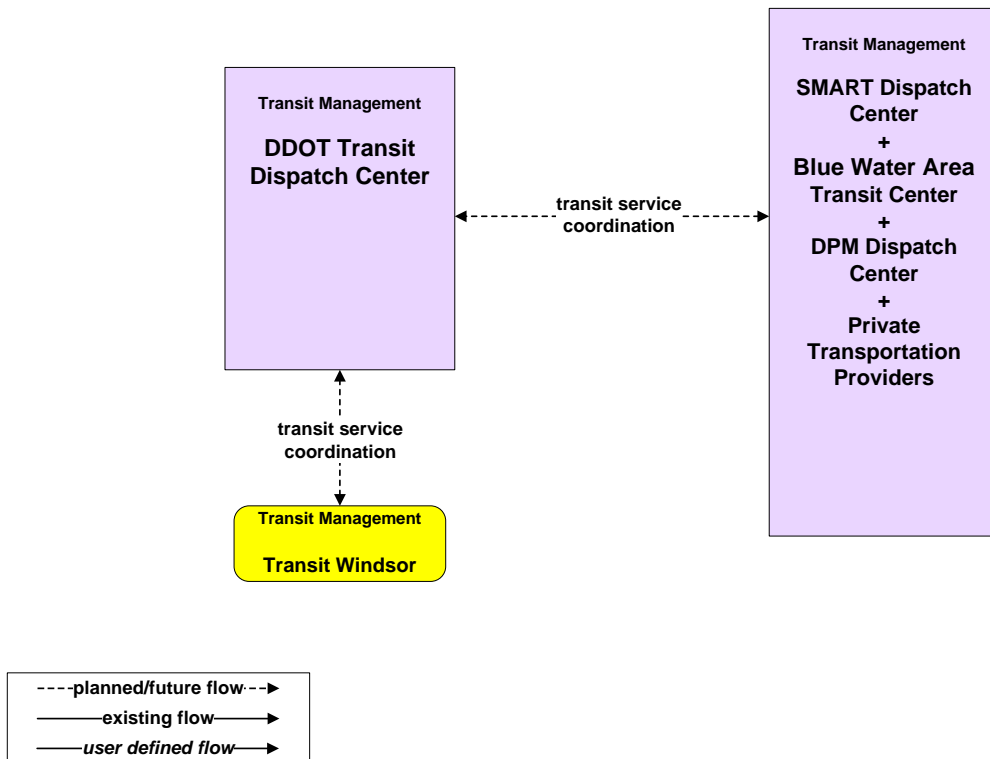 Transit Management
DDOT Transit
Dispatch Center
transit service
coordination
Transit Management
SMART Dispatch
Center
+
Blue Water Area
Transit Center
+
DPM Dispatch
Center
+
Private
Transportation
Providers
transit service
coordination
Transit Management
Transit Windsor
planned/future flow
existing flow
user defined flow